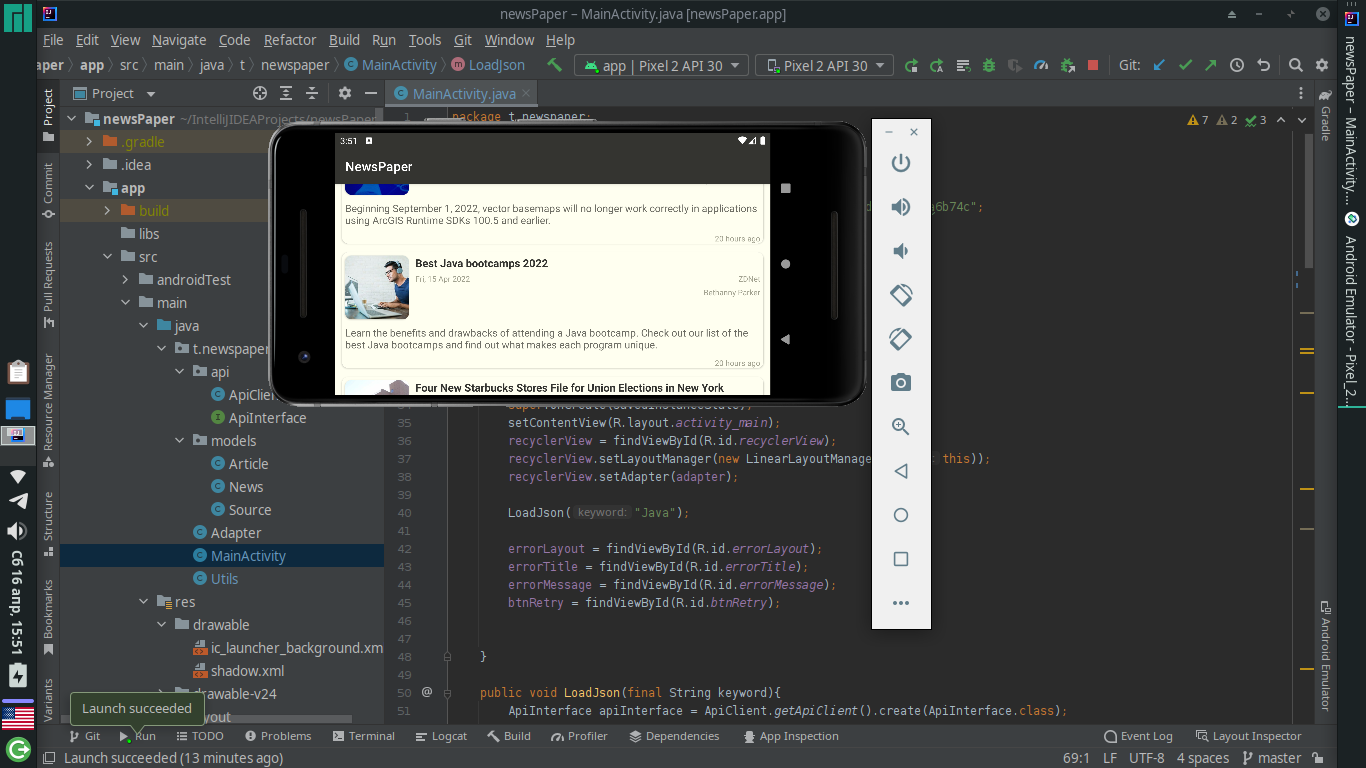 newsPaper – MainActivity.java [newsPaper.app]
File Edit View Navigate Code Refactor Build Run Tools Git Window Help
aper app src main java t newspaper MainActivity LoadJson
app | Pixel 2 API 30
Pixel 2 API 30
Git:
Project
MainActivity.java
Project
Commit
Pull Requests
Resource Manager
Structure
Bookmarks
Variants
newsPaper ~/IntelliJIDEAProjects/newsPaper
.gradle
.idea
app
build
libs
src
androidTest
main
java
t.newspaper
api
ApiClien
ApiInterface
models
Article
News
Source
Adapter
MainActivity
Utils
res
drawable
ic_launcher_background.xm
shadow.xml
drawable-v24
yout
1 package t.newspaper;
7 2 3
g6b74c";
3:51
NewsPaper
Beginning September 1, 2022, vector basemaps will no longer work correctly in applications
using ArcGIS Runtime SDKs 100.5 and earlier.
20 hours ago
Best Java bootcamps 2022
Fri, 15 Apr 2022
ZDNet
Bethanny Parker
Learn the benefits and drawbacks of attending a Java bootcamp. Check out our list of the
best Java bootcamps and find out what makes each program unique.
20 hours ago
Four New Starbucks Stores File for Union Elections in New York
34 super.onCreate(savedInstanceState);
35 setContentView(R.layout.activity_main);
36 recyclerView = findViewById(R.id.recyclerView);
37 recyclerView.setLayoutManager(new LinearLayoutManage : this));
38 recyclerView.setAdapter(adapter);
39
40 LoadJson( keyword: "Java");
41
42 errorLayout = findViewById(R.id.errorLayout);
43 errorTitle = findViewById(R.id.errorTitle);
44 errorMessage = findViewById(R.id.errorMessage);
45 btnRetry = findViewById(R.id.btnRetry);
46
47
48 }
49
50 @ public void LoadJson(final String keyword){
51 ApiInterface apiInterface = ApiClient.getApiClient().create(ApiInterface.class);
Gradle
Android Emulator
Launch succeeded
Git Run TODO Problems Terminal Logcat Build Profiler Dependencies App Inspection Event Log Layout Inspector
Launch succeeded (13 minutes ago)
69:1 LF UTF-8 4 spaces master
Сб 16 апр, 15:51
newsPaper – MainActivity....
Android Emulator - Pixel_2...